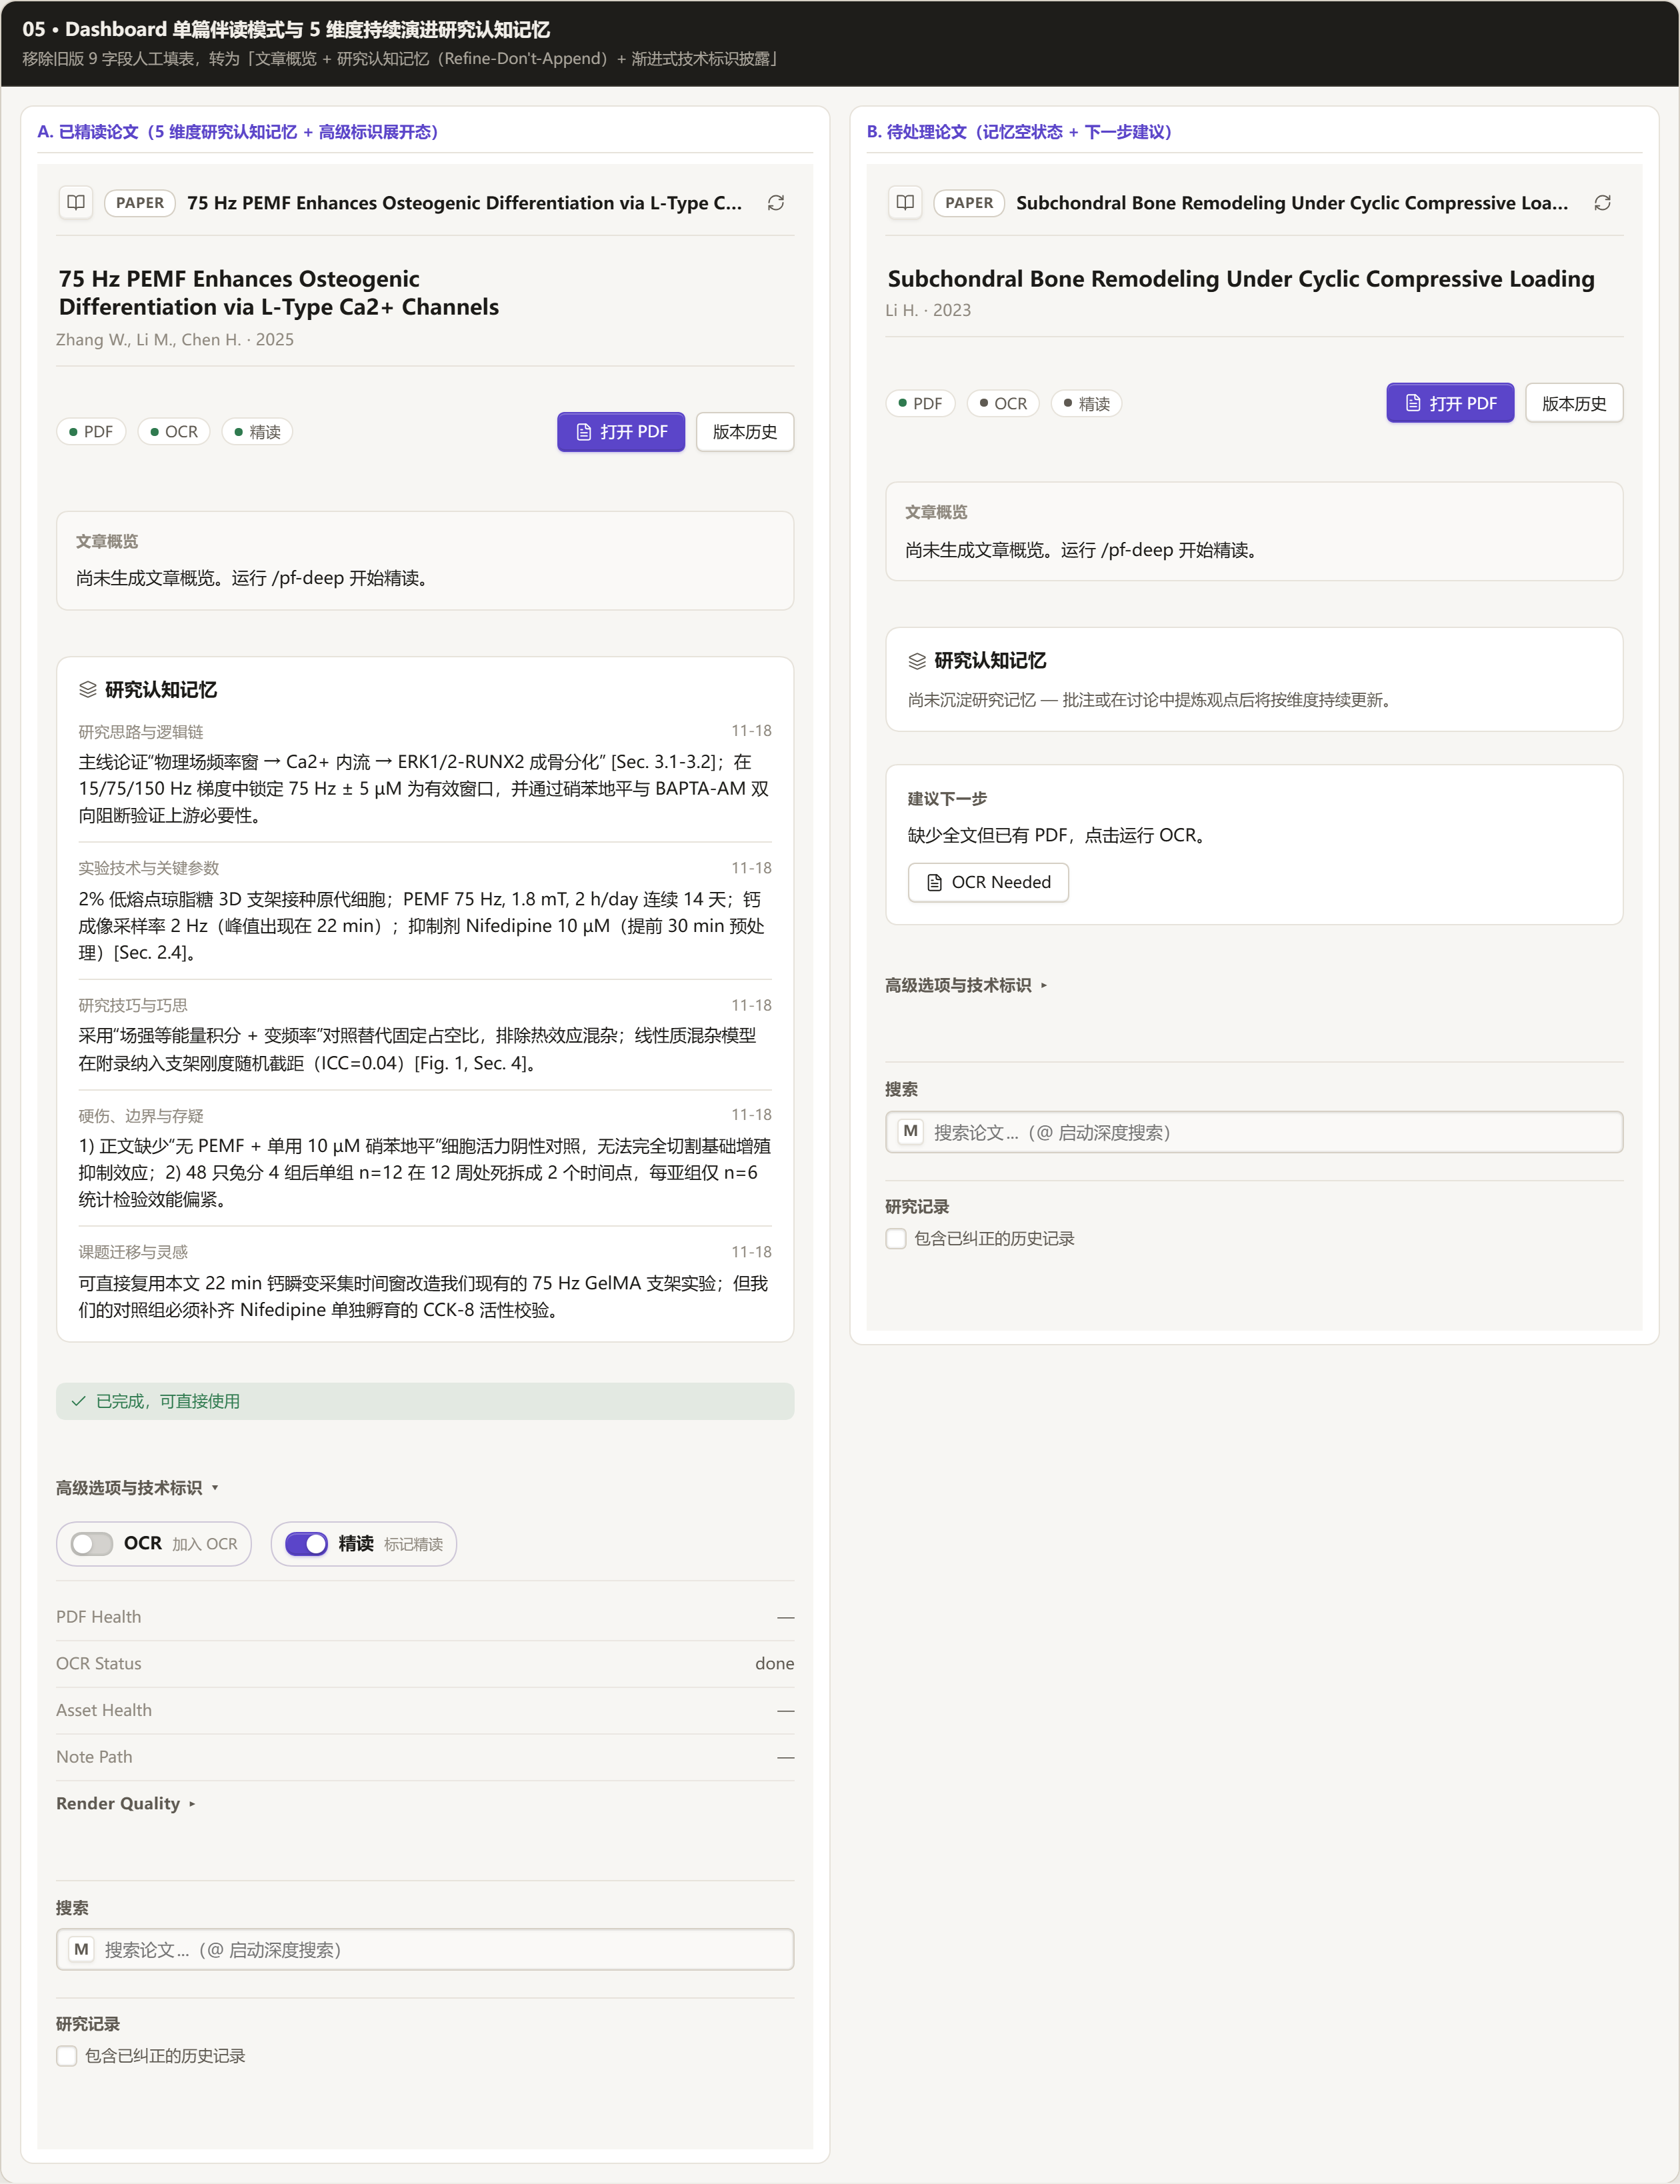 05 • Dashboard 单篇伴读模式与 5 维度持续演进研究认知记忆
移除旧版 9 字段人工填表，转为「文章概览 + 研究认知记忆（Refine-Don't-Append）+ 渐进式技术标识披露」
A. 已精读论文（5 维度研究认知记忆 + 高级标识展开态）
PAPER 75 Hz PEMF Enhances Osteogenic Differentiation via L-Type C...
75 Hz PEMF Enhances Osteogenic
Differentiation via L-Type Ca2+ Channels
Zhang W., Li M., Chen H. · 2025
PDF OCR 精读 打开 PDF 版本历史
文章概览
尚未生成文章概览。运行 /pf-deep 开始精读。
研究认知记忆
研究思路与逻辑链 11-18
主线论证“物理场频率窗 → Ca2+ 内流 → ERK1/2-RUNX2 成骨分化” [Sec. 3.1-3.2]；在
15/75/150 Hz 梯度中锁定 75 Hz ± 5 μM 为有效窗口，并通过硝苯地平与 BAPTA-AM 双
向阻断验证上游必要性。
实验技术与关键参数 11-18
2% 低熔点琼脂糖 3D 支架接种原代细胞；PEMF 75 Hz, 1.8 mT, 2 h/day 连续 14 天；钙
成像采样率 2 Hz（峰值出现在 22 min）；抑制剂 Nifedipine 10 μM（提前 30 min 预处
理）[Sec. 2.4]。
研究技巧与巧思 11-18
采用“场强等能量积分 + 变频率”对照替代固定占空比，排除热效应混杂；线性质混杂模型
在附录纳入支架刚度随机截距（ICC=0.04）[Fig. 1, Sec. 4]。
硬伤、边界与存疑 11-18
1) 正文缺少“无 PEMF + 单用 10 μM 硝苯地平”细胞活力阴性对照，无法完全切割基础增殖
抑制效应；2) 48 只兔分 4 组后单组 n=12 在 12 周处死拆成 2 个时间点，每亚组仅 n=6
统计检验效能偏紧。
课题迁移与灵感 11-18
可直接复用本文 22 min 钙瞬变采集时间窗改造我们现有的 75 Hz GelMA 支架实验；但我
们的对照组必须补齐 Nifedipine 单独孵育的 CCK-8 活性校验。
已完成，可直接使用
高级选项与技术标识 ▾
OCR 加入 OCR 精读 标记精读
PDF Health —
OCR Status done
Asset Health —
Note Path —
Render Quality ▸
搜索
M 搜索论文...（@ 启动深度搜索）
研究记录
包含已纠正的历史记录
B. 待处理论文（记忆空状态 + 下一步建议）
PAPER Subchondral Bone Remodeling Under Cyclic Compressive Loa...
Subchondral Bone Remodeling Under Cyclic Compressive Loading
Li H. · 2023
PDF OCR 精读 打开 PDF 版本历史
文章概览
尚未生成文章概览。运行 /pf-deep 开始精读。
研究认知记忆
尚未沉淀研究记忆 — 批注或在讨论中提炼观点后将按维度持续更新。
建议下一步
缺少全文但已有 PDF，点击运行 OCR。
OCR Needed
高级选项与技术标识 ▸
搜索
M 搜索论文...（@ 启动深度搜索）
研究记录
包含已纠正的历史记录